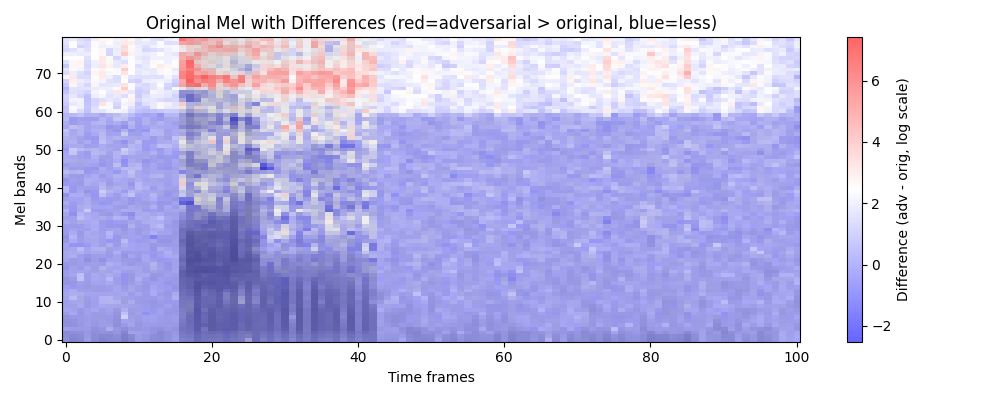 Original Mel with Differences (red=adversarial > original, blue=less)
Mel bands
70
60
50
40
30
20
10
0
0 20 40 60 80 100
Time frames
6
4
2
0
−2
Difference (adv - orig, log scale)